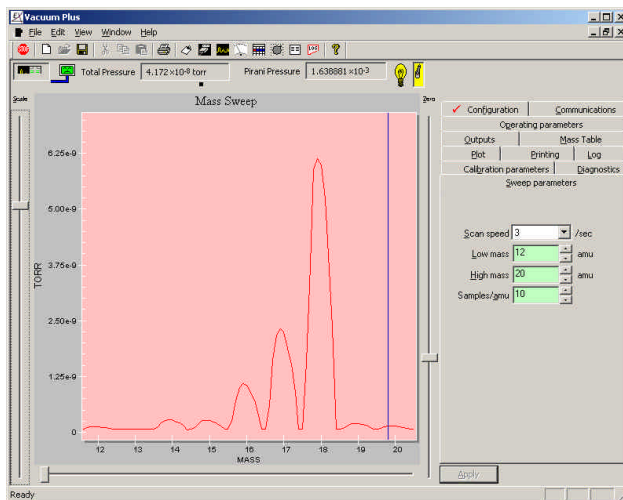 Vacuum Plus
File Edit View Window Help
STOP LOG ?
Total Pressure 4.172×10-8 torr Pirani Pressure 1.638881×10-3
Scale
Mass Sweep
Zero
6.25e-9
5.00e-9
3.75e-9
2.50e-9
1.25e-9
0
TORR
12 13 14 15 16 17 18 19 20
MASS
Configuration Communications
Operating parameters
Outputs Mass Table
Plot Printing Log
Calibration parameters Diagnostics
Sweep parameters
Scan speed 3 /sec
Low mass 12 amu
High mass 20 amu
Samples/amu 10
Apply
Ready